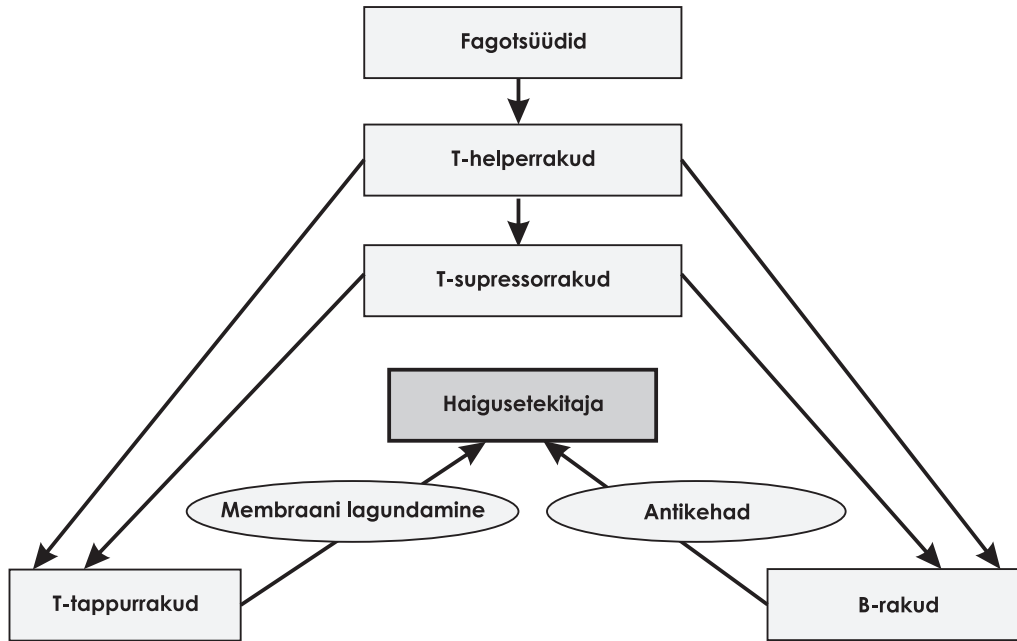 Fagotsüüdid
T-helperrakud
T-supressorrakud
Haigusetekitaja
Membraani lagundamine
Antikehad
T-tappurrakud
B-rakud